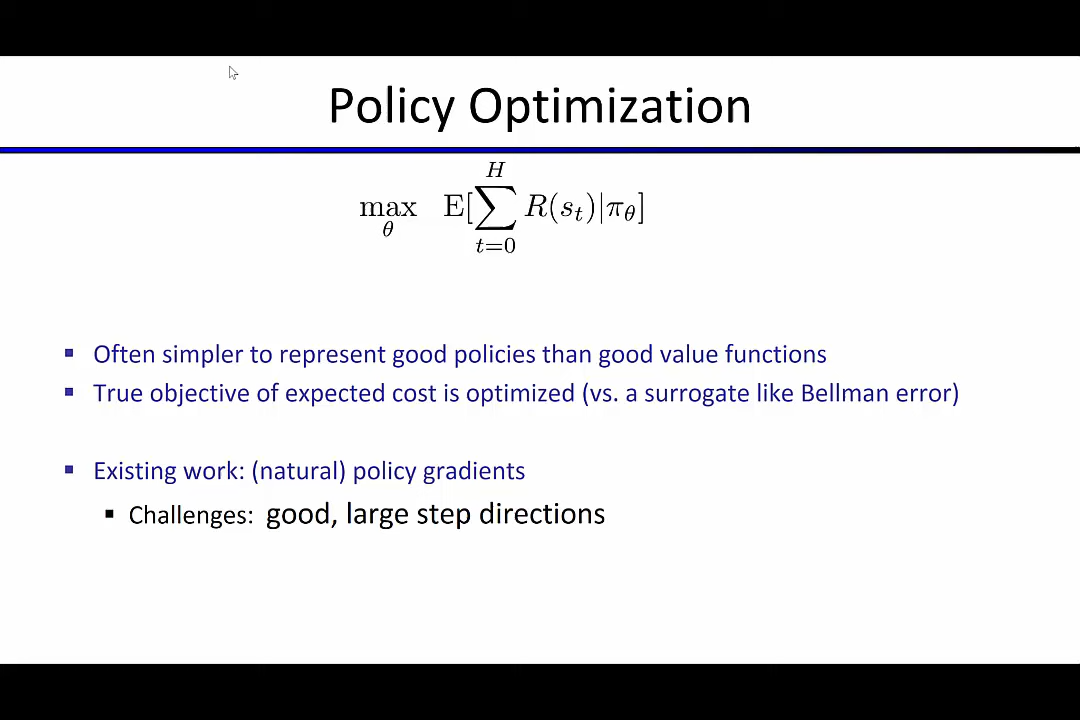 Policy Optimization
max_θ E[∑_{t=0}^{H} R(s_t)|π_θ]
▪ Often simpler to represent good policies than good value functions
▪ True objective of expected cost is optimized (vs. a surrogate like Bellman error)
▪ Existing work: (natural) policy gradients
▪ Challenges: good, large step directions